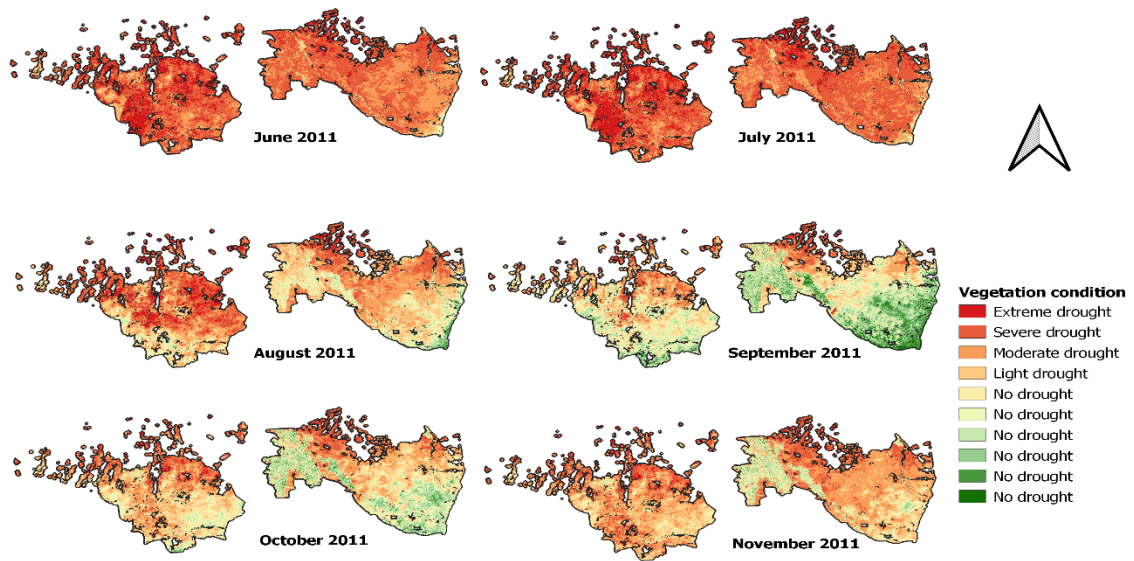 June 2011
July 2011
August 2011
September 2011
October 2011
November 2011
Vegetation condition
Extreme drought
Severe drought
Moderate drought
Light drought
No drought
No drought
No drought
No drought
No drought
No drought